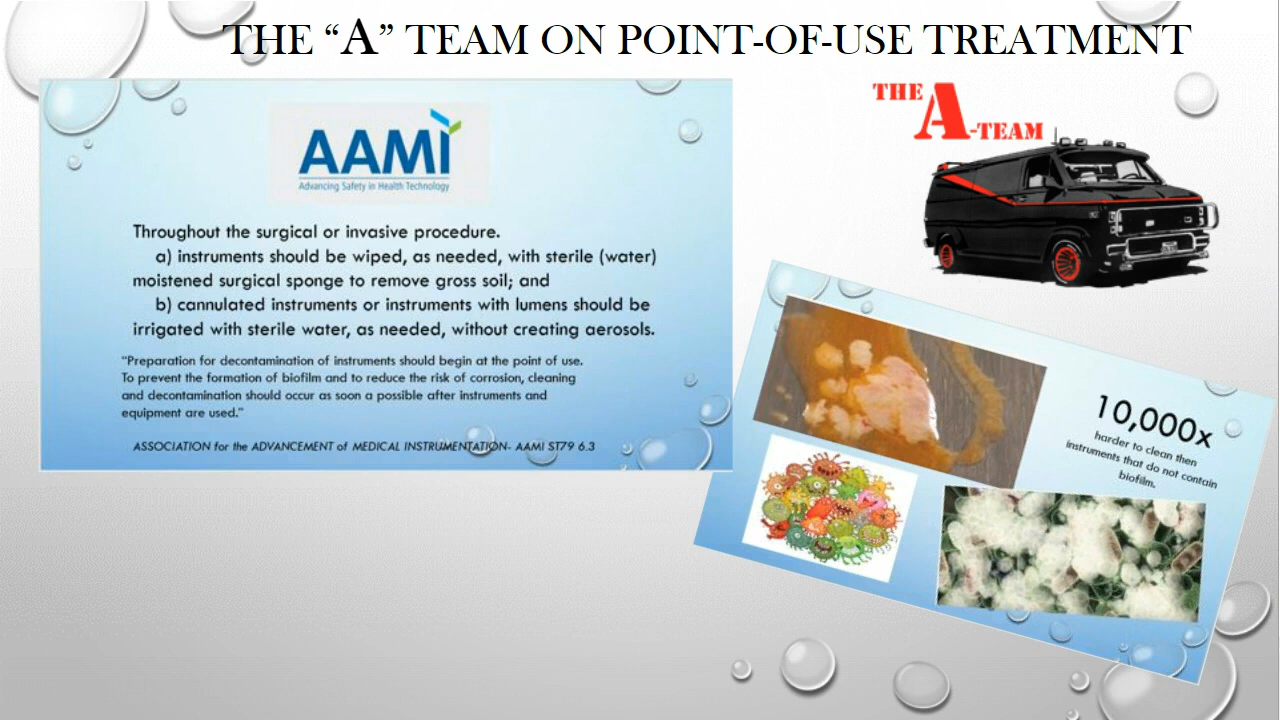 THE “A” TEAM ON POINT-OF-USE TREATMENT
AAMI
Advancing Safety in Health Technology
Throughout the surgical or invasive procedure.
a) instruments should be wiped, as needed, with sterile (water)
moistened surgical sponge to remove gross soil; and
b) cannulated instruments or instruments with lumens should be
irrigated with sterile water, as needed, without creating aerosols.
"Preparation for decontamination of instruments should begin at the point of use.
To prevent the formation of biofilm and to reduce the risk of corrosion, cleaning
and decontamination should occur as soon a possible after instruments and
equipment are used."
ASSOCIATION for the ADVANCEMENT of MEDICAL INSTRUMENTATION- AAMI ST79 6.3
THE
A-TEAM
10,000x
harder to clean then
instruments that do not contain
biofilm.